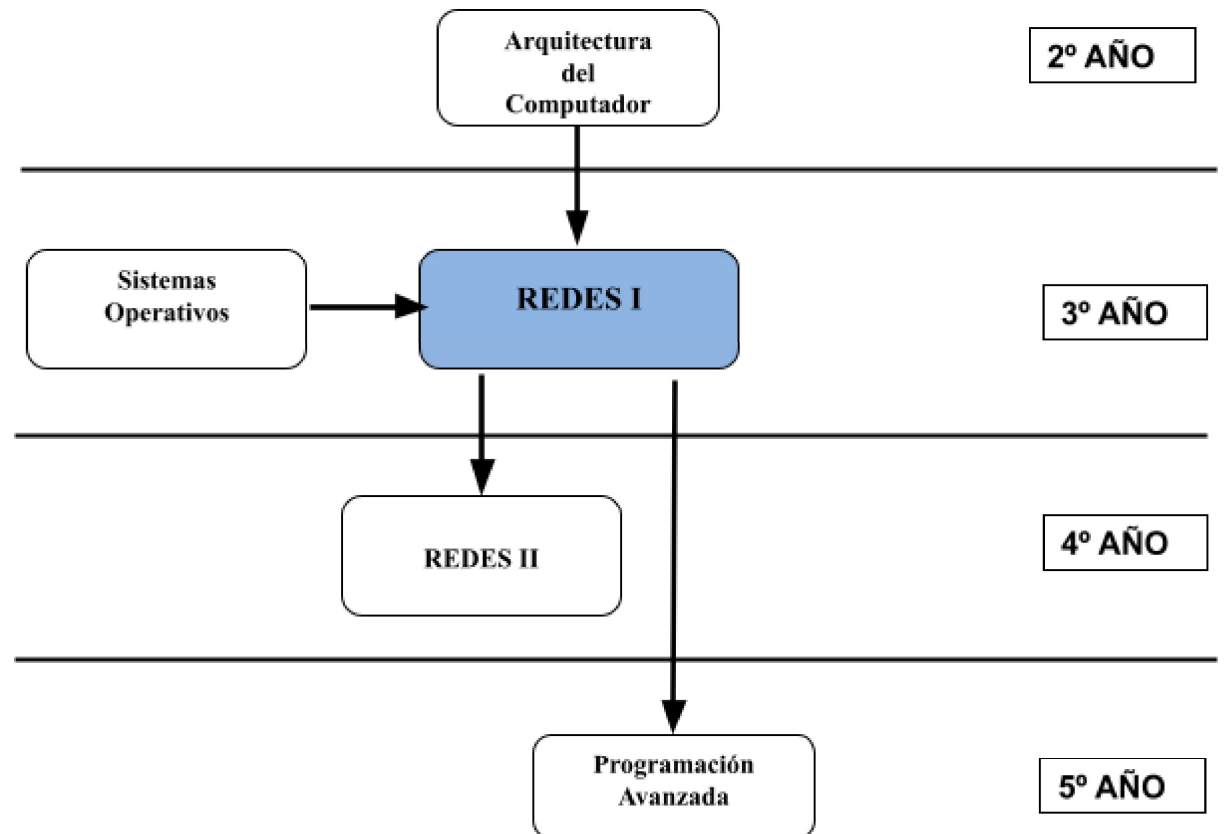 Arquitectura
del
Computador
2º AÑO
Sistemas
Operativos
REDES I
3º AÑO
REDES II
4º AÑO
Programación
Avanzada
5º AÑO